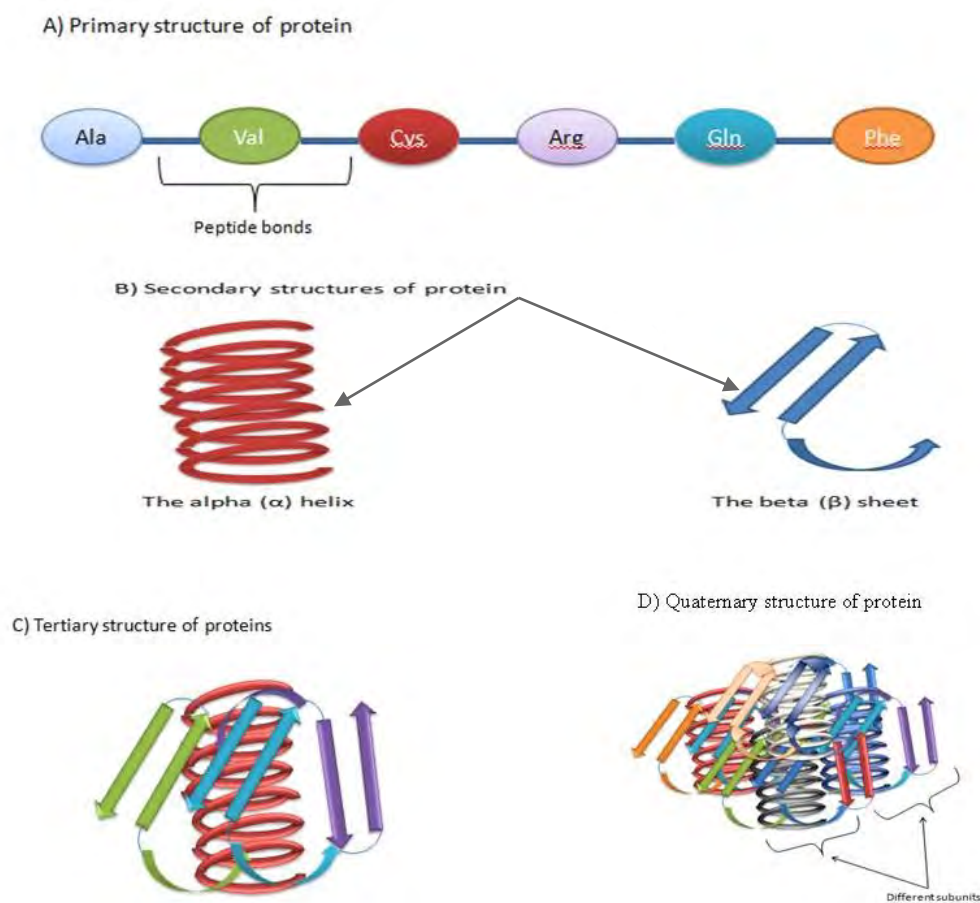 A) Primary structure of protein
Ala Val Cys Arg Gln Phe
Peptide bonds
B) Secondary structures of protein
The alpha (α) helix
The beta (β) sheet
D) Quaternary structure of protein
C) Tertiary structure of proteins
Different subunits